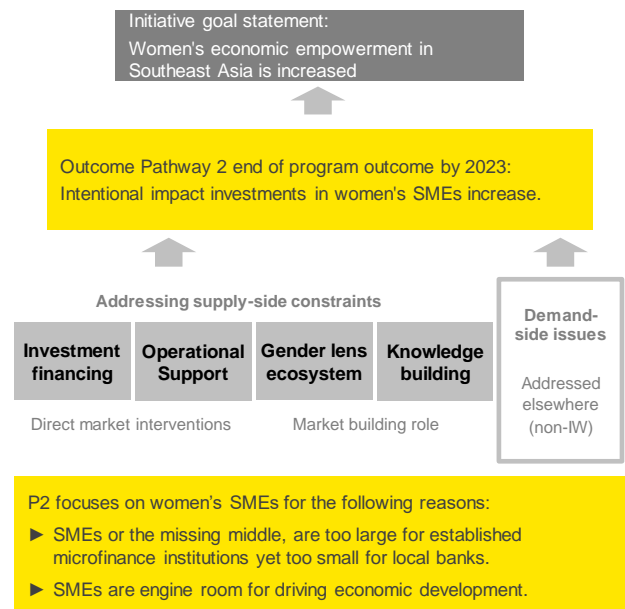 Initiative goal statement:
Women's economic empowerment in
Southeast Asia is increased
Outcome Pathway 2 end of program outcome by 2023:
Intentional impact investments in women's SMEs increase.
Addressing supply-side constraints
Investment
financing
Operational
Support
Gender lens
ecosystem
Knowledge
building
Direct market interventions
Market building role
Demand-
side issues
Addressed
elsewhere
(non-IW)
P2 focuses on women’s SMEs for the following reasons:
► SMEs or the missing middle, are too large for established
microfinance institutions yet too small for local banks.
► SMEs are engine room for driving economic development.